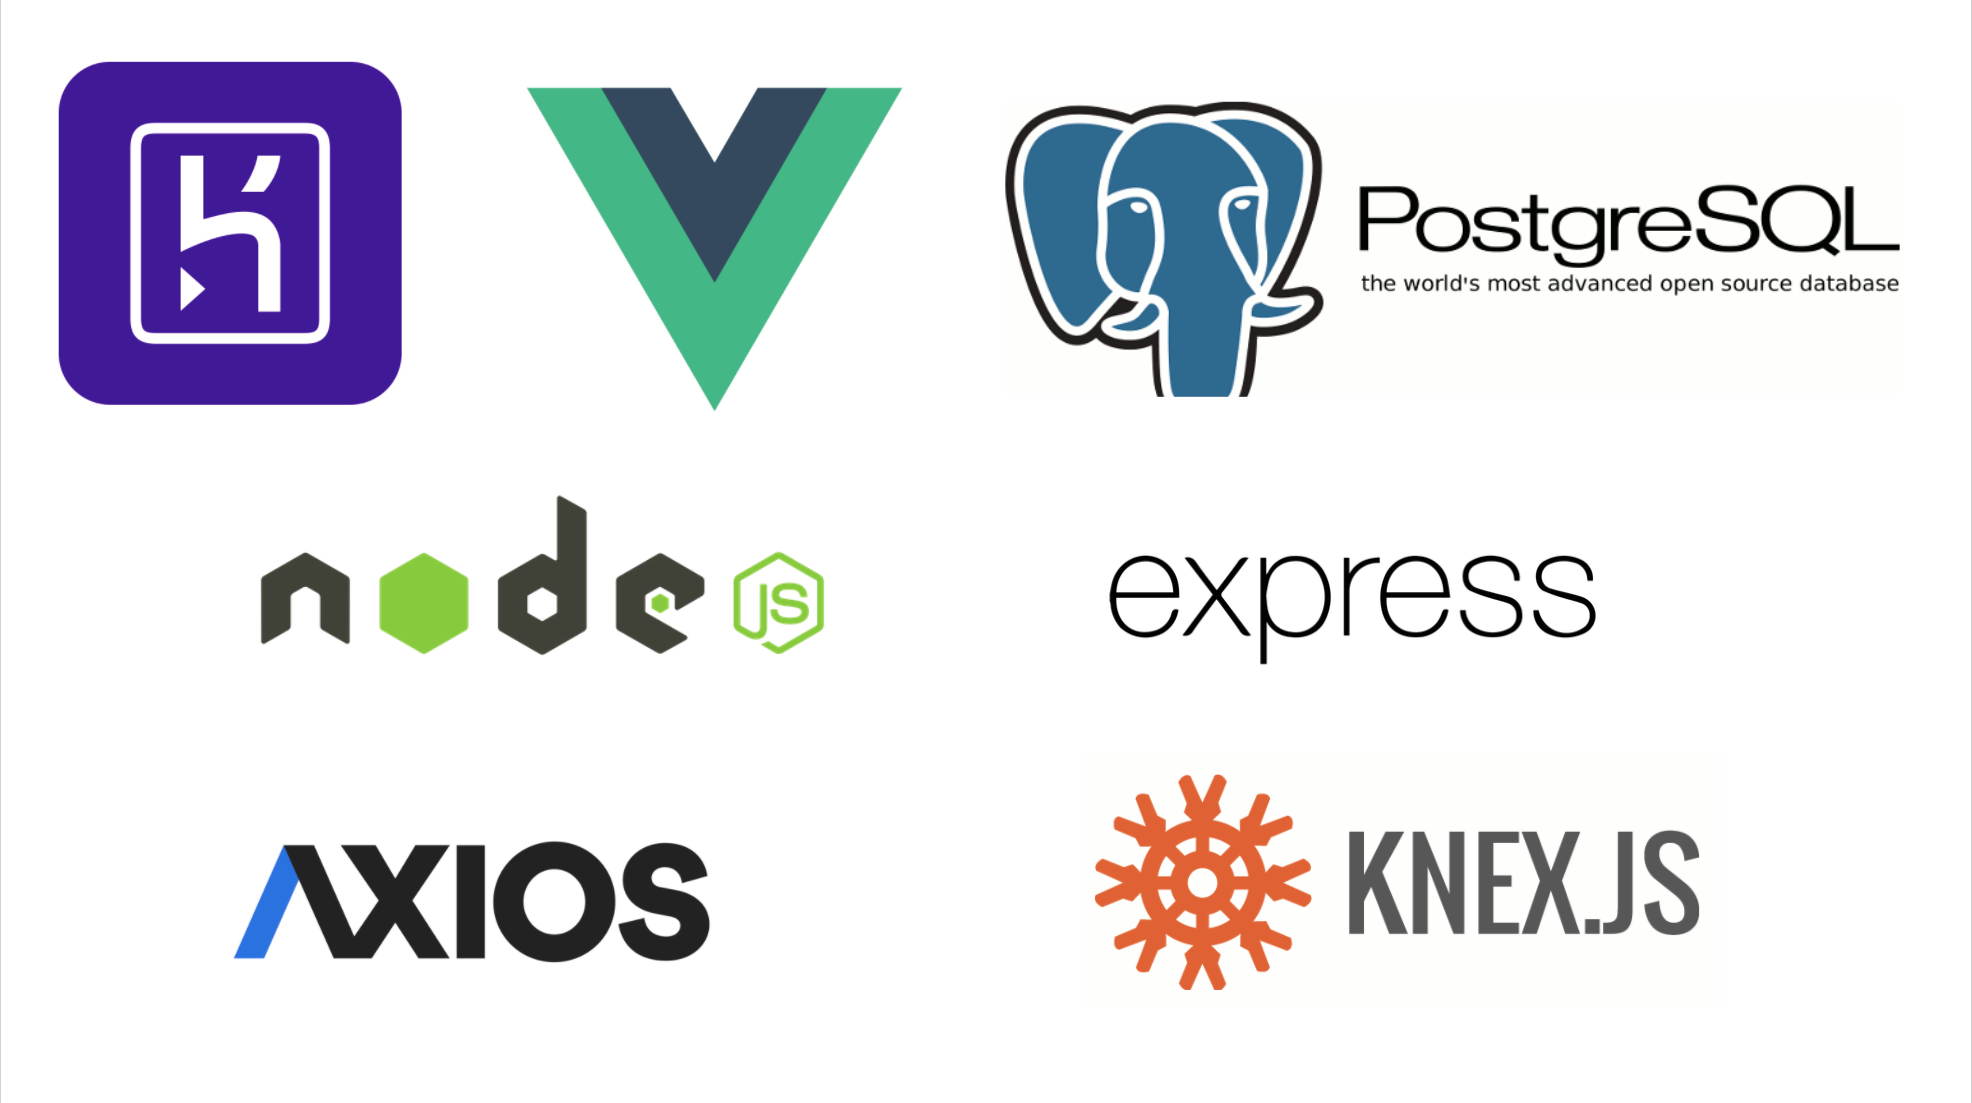 PostgreSQL
the world's most advanced open source database
node JS
express
AXIOS
KNEX.JS